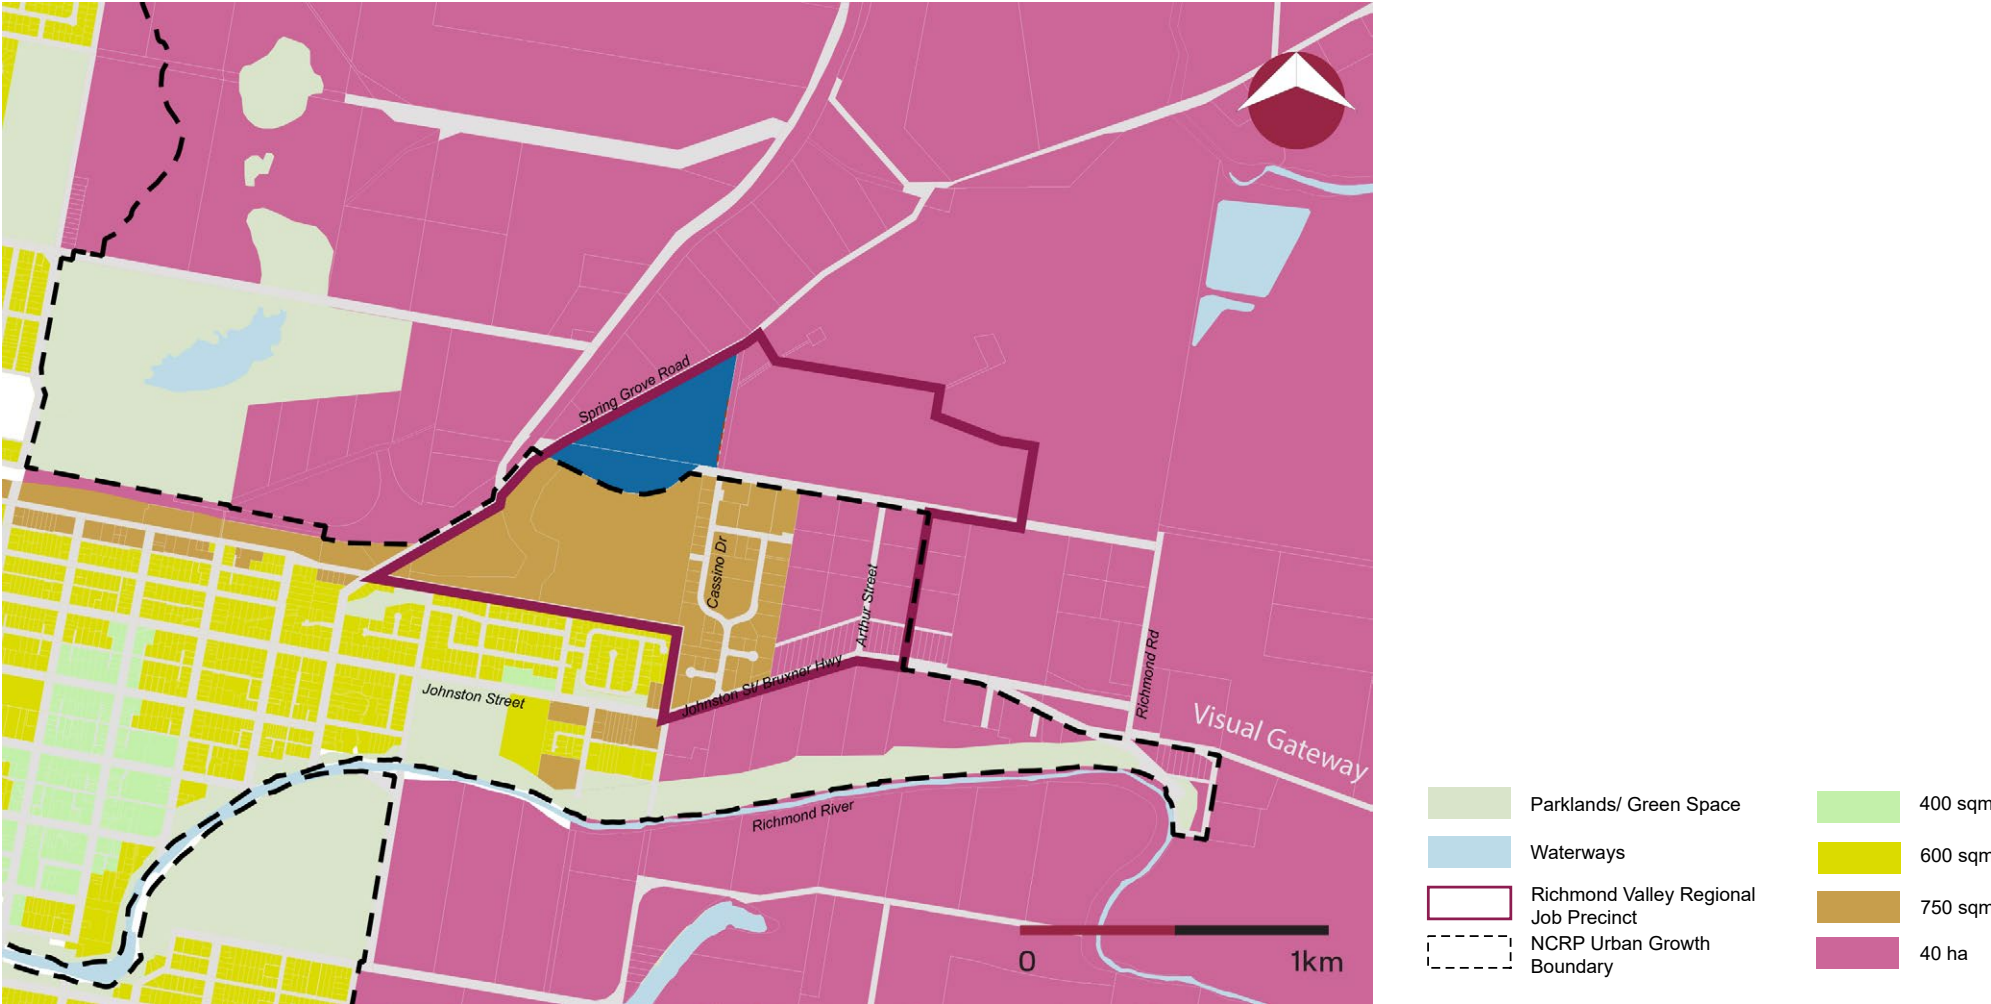 Spring Grove Road
Cassino Dr
Arthur Street
Johnston St/ Bruxner Hwy
Johnston Street
Richmond Rd
Visual Gateway
Richmond River
0
1km
Parklands/ Green Space
Waterways
Richmond Valley Regional
Job Precinct
NCRP Urban Growth
Boundary
400 sqm
600 sqm
750 sqm
40 ha